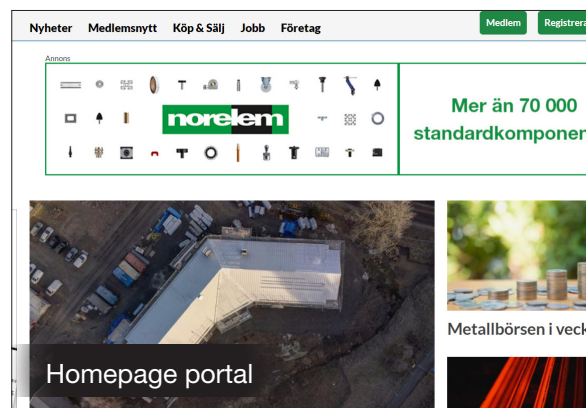 Nyheter Medlemsnytt Köp & Sälj Jobb Företag Medlem Registrera
Annons
norelem
Mer än 70 000
standardkomponen
Metallbörsen i veck
Homepage portal